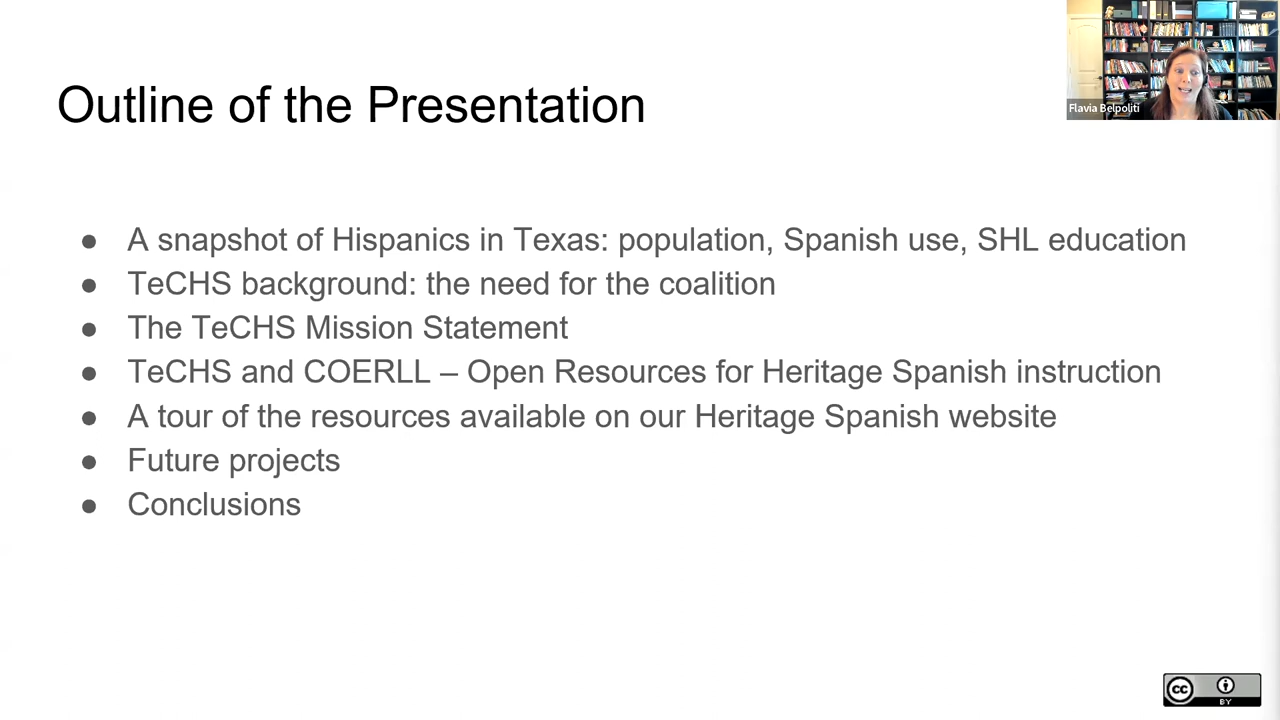 Flavia Belpoliti
Outline of the Presentation
● A snapshot of Hispanics in Texas: population, Spanish use, SHL education
● TeCHS background: the need for the coalition
● The TeCHS Mission Statement
● TeCHS and COERLL – Open Resources for Heritage Spanish instruction
● A tour of the resources available on our Heritage Spanish website
● Future projects
● Conclusions
cc
BY